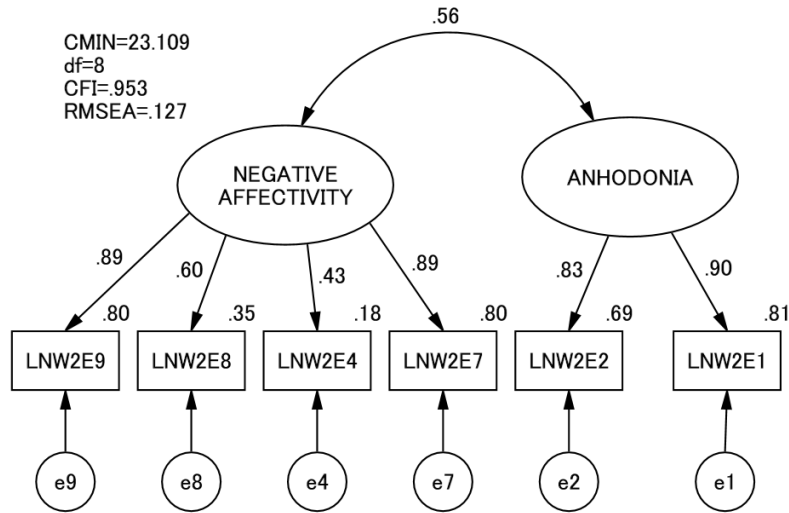 .56
CMIN=23.109
df=8
CFI=.953
RMSEA=.127
NEGATIVE
AFFECTIVITY
ANHODONIA
.89
.60
.43
.89
.83
.90
.80
.35
.18
.80
.69
.81
LNW2E9
LNW2E8
LNW2E4
LNW2E7
LNW2E2
LNW2E1
e9
e8
e4
e7
e2
e1